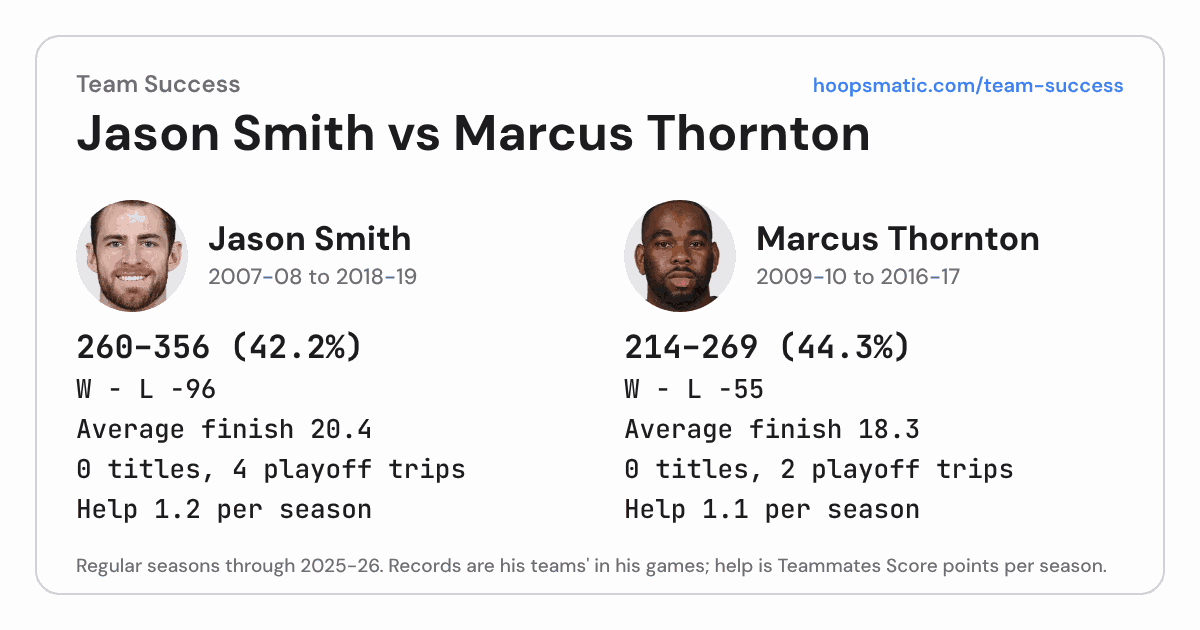 Team Success
hoopsmatic.com/team-success
Jason Smith vs Marcus Thornton
Jason Smith
2007–08 to 2018–19
260–356 (42.2%)
W - L -96
Average finish 20.4
0 titles, 4 playoff trips
Help 1.2 per season
Marcus Thornton
2009–10 to 2016–17
214–269 (44.3%)
W - L -55
Average finish 18.3
0 titles, 2 playoff trips
Help 1.1 per season
Regular seasons through 2025–26. Records are his teams' in his games; help is Teammates Score points per season.